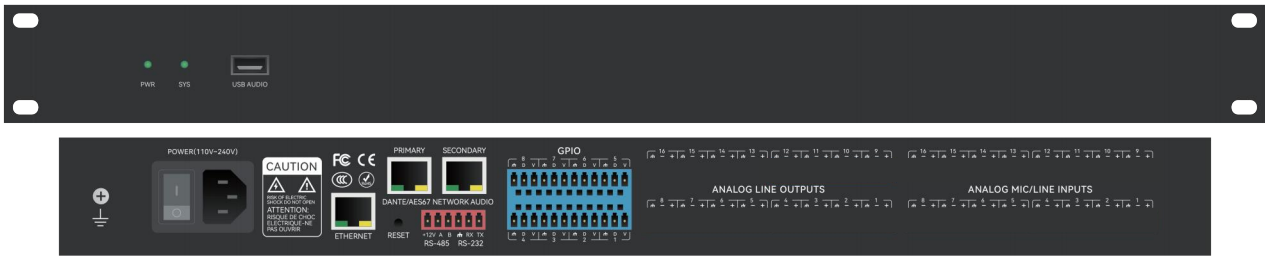 PWR SYS USB AUDIO
POWER(110V~240V)
CAUTION
RISK OF ELECTRIC
SHOCK DO NOT OPEN
ATTENTION:
RISQUE DE CHOC
ELECTRIQUE-NE
PAS OUVRIR
FC CE
CCC
ETHERNET
PRIMARY SECONDARY
DANTE/AES67 NETWORK AUDIO
RESET
+12V A B RX TX
RS-485 RS-232
GPIO
8 7 6 5
D V D V D V D V
D V D V D V D V
4 3 2 1
16 15 14 13 12 11 10 9
- + - + - + - + - + - + - + - +
ANALOG LINE OUTPUTS
8 7 6 5 4 3 2 1
- + - + - + - + - + - + - + - +
16 15 14 13 12 11 10 9
- + - + - + - + - + - + - + - +
ANALOG MIC/LINE INPUTS
8 7 6 5 4 3 2 1
- + - + - + - + - + - + - + - +